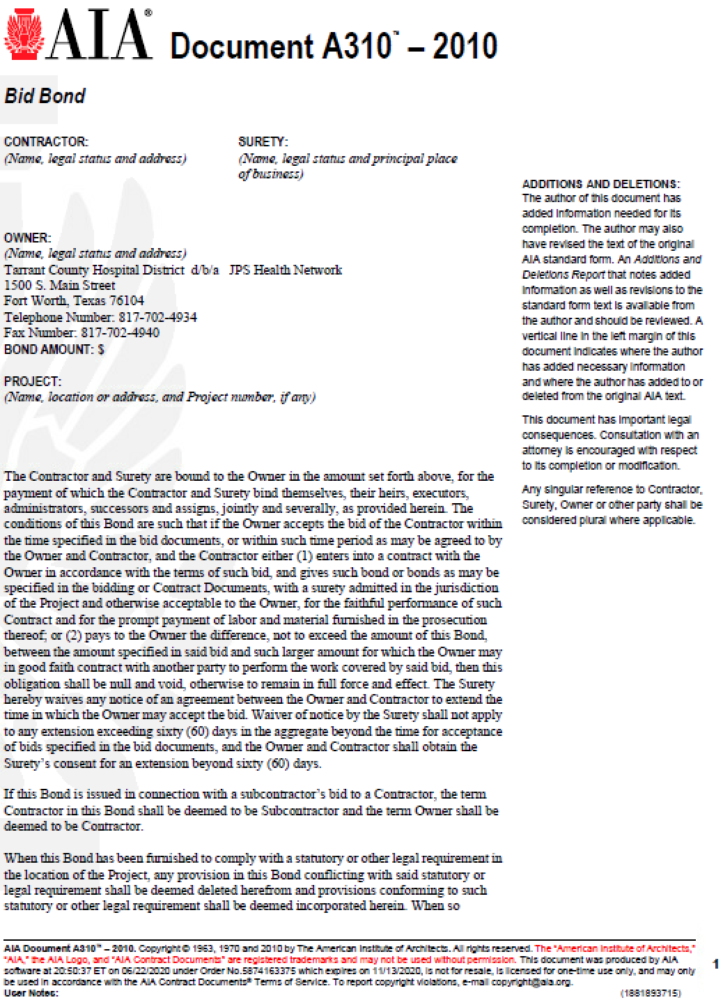 AIA® Document A310™ – 2010
Bid Bond
CONTRACTOR:
(Name, legal status and address)
SURETY:
(Name, legal status and principal place
of business)
OWNER:
(Name, legal status and address)
Tarrant County Hospital District d/b/a JPS Health Network
1500 S. Main Street
Fort Worth, Texas 76104
Telephone Number: 817-702-4934
Fax Number: 817-702-4940
BOND AMOUNT: $
PROJECT:
(Name, location or address, and Project number, if any)
The Contractor and Surety are bound to the Owner in the amount set forth above, for the
payment of which the Contractor and Surety bind themselves, their heirs, executors,
administrators, successors and assigns, jointly and severally, as provided herein. The
conditions of this Bond are such that if the Owner accepts the bid of the Contractor within
the time specified in the bid documents, or within such time period as may be agreed to by
the Owner and Contractor, and the Contractor either (1) enters into a contract with the
Owner in accordance with the terms of such bid, and gives such bond or bonds as may be
specified in the bidding or Contract Documents, with a surety admitted in the jurisdiction
of the Project and otherwise acceptable to the Owner, for the faithful performance of such
Contract and for the prompt payment of labor and material furnished in the prosecution
thereof; or (2) pays to the Owner the difference, not to exceed the amount of this Bond,
between the amount specified in said bid and such larger amount for which the Owner may
in good faith contract with another party to perform the work covered by said bid, then this
obligation shall be null and void, otherwise to remain in full force and effect. The Surety
hereby waives any notice of an agreement between the Owner and Contractor to extend the
time in which the Owner may accept the bid. Waiver of notice by the Surety shall not apply
to any extension exceeding sixty (60) days in the aggregate beyond the time for acceptance
of bids specified in the bid documents, and the Owner and Contractor shall obtain the
Surety's consent for an extension beyond sixty (60) days.
If this Bond is issued in connection with a subcontractor's bid to a Contractor, the term
Contractor in this Bond shall be deemed to be Subcontractor and the term Owner shall be
deemed to be Contractor.
When this Bond has been furnished to comply with a statutory or other legal requirement in
the location of the Project, any provision in this Bond conflicting with said statutory or
legal requirement shall be deemed deleted herefrom and provisions conforming to such
statutory or other legal requirement shall be deemed incorporated herein. When so
ADDITIONS AND DELETIONS:
The author of this document has
added information needed for its
completion. The author may also
have revised the text of the original
AIA standard form. An Additions and
Deletions Report that notes added
information as well as revisions to the
standard form text is available from
the author and should be reviewed. A
vertical line in the left margin of this
document indicates where the author
has added necessary information
and where the author has added to or
deleted from the original AIA text.
This document has important legal
consequences. Consultation with an
attorney is encouraged with respect
to its completion or modification.
Any singular reference to Contractor,
Surety, Owner or other party shall be
considered plural where applicable.
AIA Document A310™ – 2010. Copyright © 1963, 1970 and 2010 by The American Institute of Architects. All rights reserved. The "American Institute of Architects,"
"AIA," the AIA Logo, and "AIA Contract Documents" are registered trademarks and may not be used without permission. This document was produced by AIA
software at 20:50:37 ET on 06/22/2020 under Order No.5874163375 which expires on 11/13/2020, is not for resale, is licensed for one-time use only, and may only
be used in accordance with the AIA Contract Documents® Terms of Service. To report copyright violations, e-mail copyright@aia.org.
User Notes: (1881893715)
1